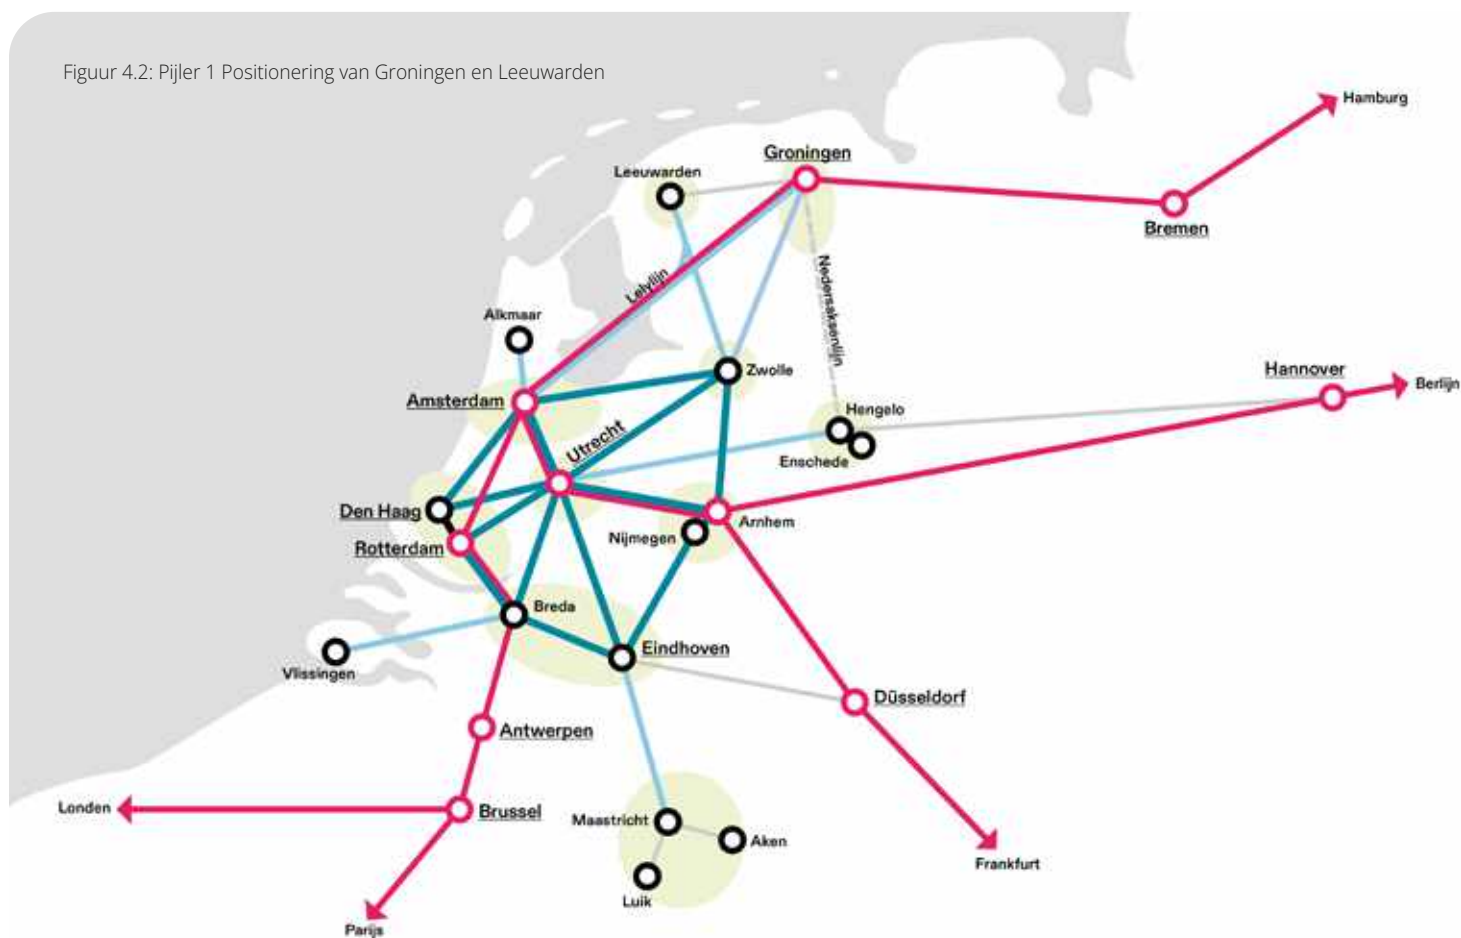 Figuur 4.2: Pijler 1 Positionering van Groningen en Leeuwarden
Hamburg
Groningen
Leeuwarden
Bremen
Nedersaksenlijn
Lelylijn
Alkmaar
Zwolle
Hannover
Berlijn
Amsterdam
Hengelo
Utrecht
Enschede
Den Haag
Arnhem
Nijmegen
Rotterdam
Breda
Eindhoven
Vlissingen
Düsseldorf
Antwerpen
Londen
Brussel
Maastricht
Aken
Frankfurt
Luik
Parijs